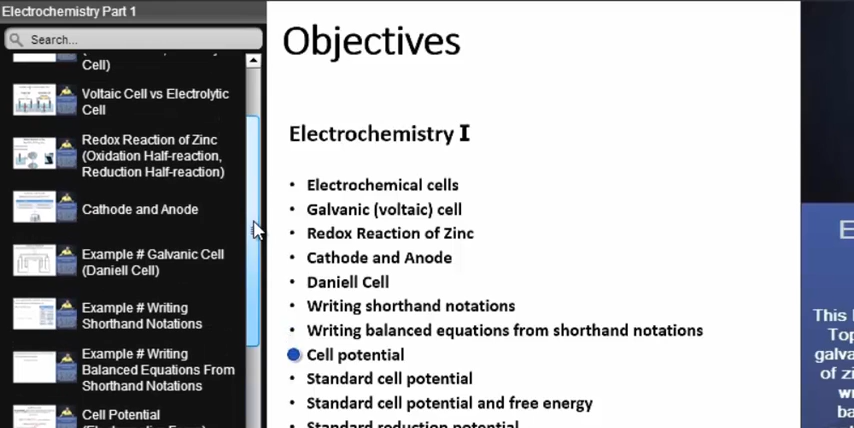 Electrochemistry Part 1
Search...
Cell)
Voltaic Cell vs Electrolytic
Cell
Redox Reaction of Zinc
(Oxidation Half-reaction,
Reduction Half-reaction)
Cathode and Anode
Example # Galvanic Cell
(Daniell Cell)
Example # Writing
Shorthand Notations
Example # Writing
Balanced Equations From
Shorthand Notations
Cell Potential
Objectives
Electrochemistry I
• Electrochemical cells
• Galvanic (voltaic) cell
• Redox Reaction of Zinc
• Cathode and Anode
• Daniell Cell
• Writing shorthand notations
• Writing balanced equations from shorthand notations
Cell potential
• Standard cell potential
• Standard cell potential and free energy
• Standard reduction potential
E
This
Top
galva
of zi
w
ba